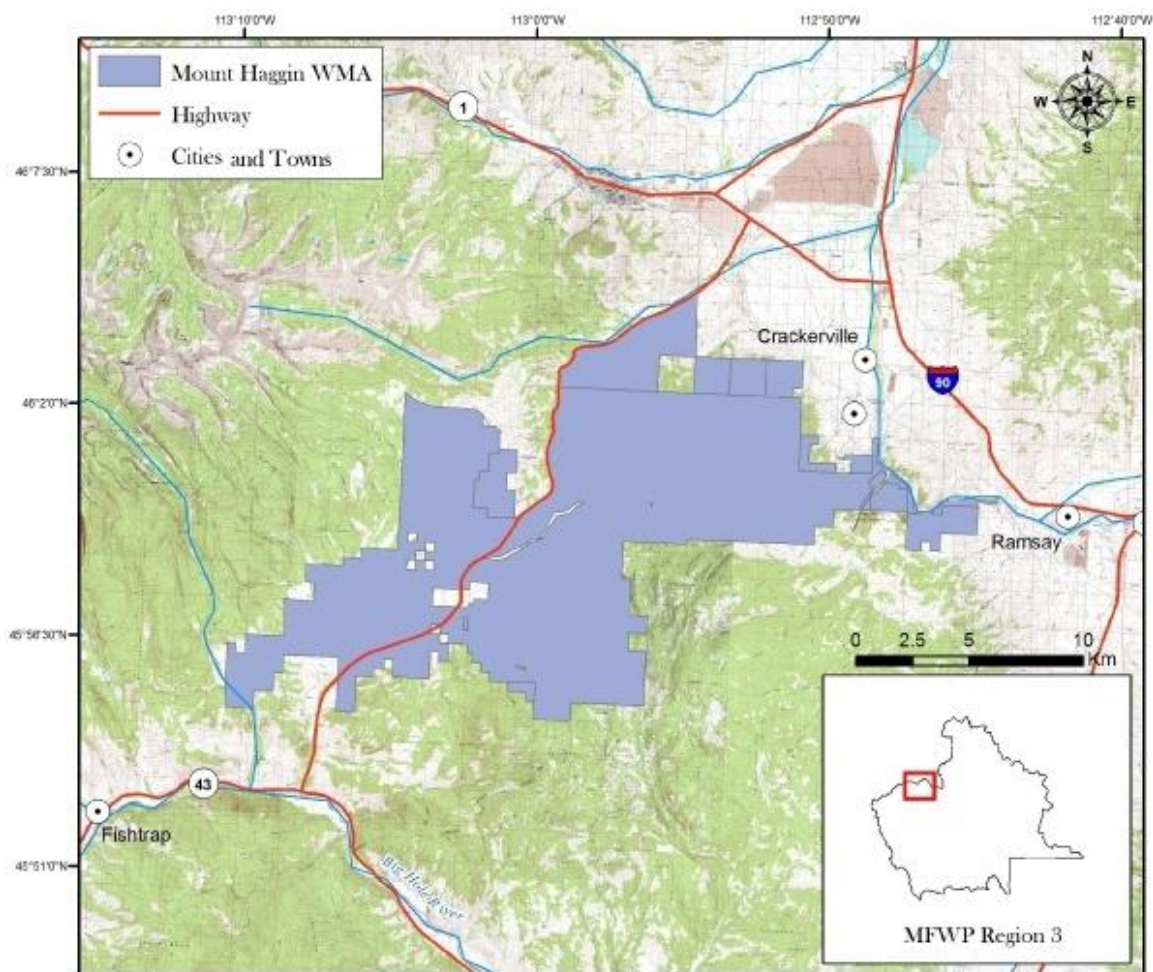 113°10'0"W
113°0'0"W
112°50'0"W
112°40'0"W
Mount Haggin WMA
Highway
Cities and Towns
1
N
W
E
S
46°7'30"N
Crackerville
90
46°2'0"N
Ramsay
45°56'30"N
0 2.5 5 10
Km
43
Fishtrap
45°51'0"N
Big Hole River
MFWP Region 3